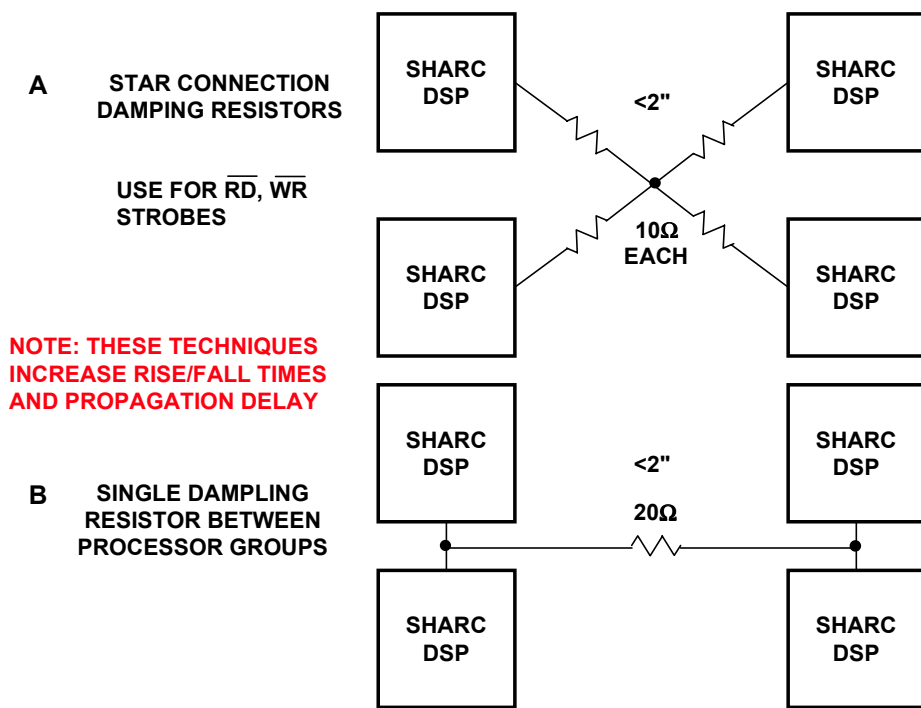 A
STAR CONNECTION
DAMPING RESISTORS
USE FOR R̅D̅, W̅R̅
STROBES
SHARC
DSP
<2"
SHARC
DSP
10Ω
EACH
SHARC
DSP
SHARC
DSP
NOTE: THESE TECHNIQUES
INCREASE RISE/FALL TIMES
AND PROPAGATION DELAY
B
SINGLE DAMPLING
RESISTOR BETWEEN
PROCESSOR GROUPS
SHARC
DSP
<2"
SHARC
DSP
20Ω
SHARC
DSP
SHARC
DSP